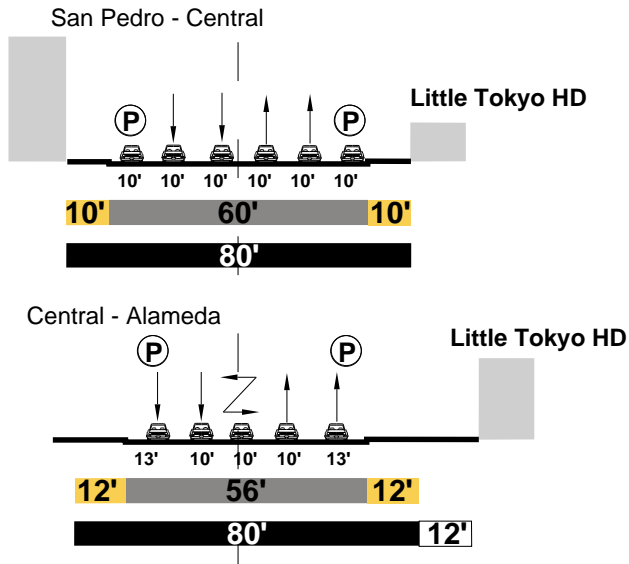 San Pedro - Central
Little Tokyo HD
P P
10' 10' 10' 10' 10' 10'
10' 60' 10'
80'
Central - Alameda
Little Tokyo HD
P P
13' 10' 10' 10' 13'
12' 56' 12'
80' 12'